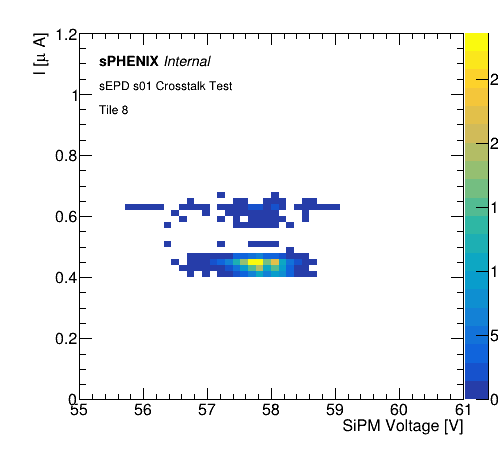 I [μ A]
sPHENIX Internal
sEPD s01 Crosstalk Test
Tile 8
1.2
1
0.8
0.6
0.4
0.2
0
55 56 57 58 59 60 61
SiPM Voltage [V]
2
2
1
1
5
0